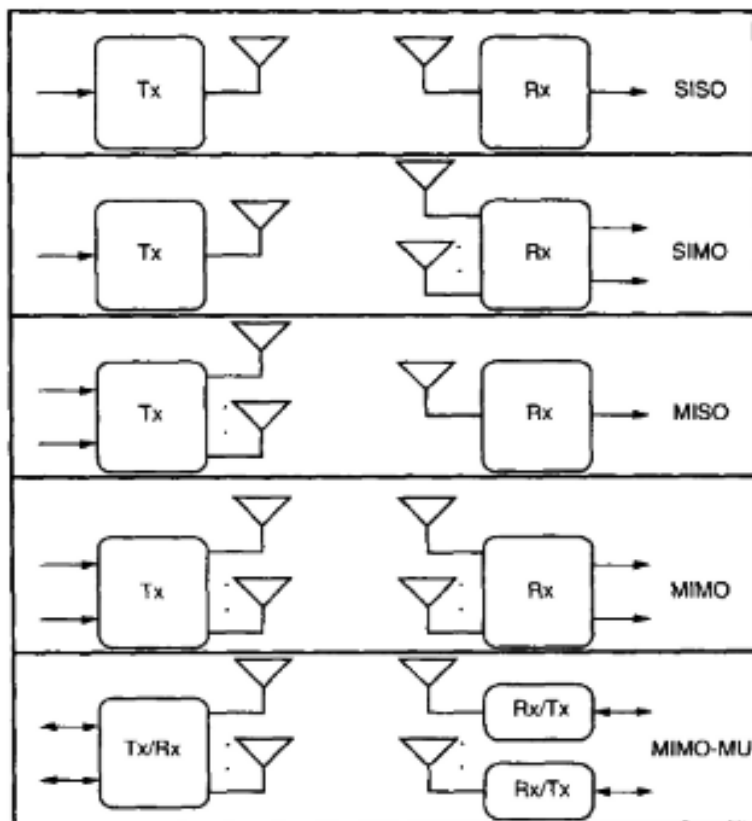 Tx Rx SISO
Tx Rx SIMO
Tx Rx MISO
Tx Rx MIMO
Tx/Rx Rx/Tx MIMO-MU
Rx/Tx